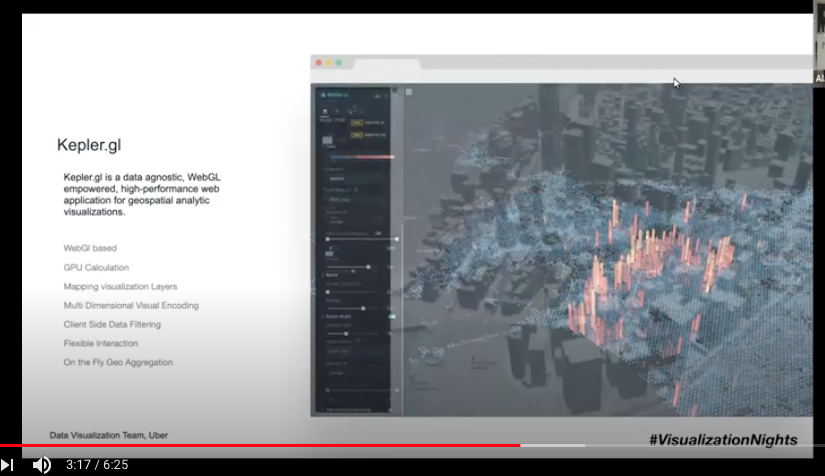 Kepler.gl
Kepler.gl is a data agnostic, WebGL
empowered, high-performance web
application for geospatial analytic
visualizations.
WebGl based
GPU Calculation
Mapping visualization Layers
Multi Dimensional Visual Encoding
Client Side Data Filtering
Flexible Interaction
On the Fly Geo Aggregation
Data Visualization Team, Uber
#VisualizationNights
3:17 / 6:25